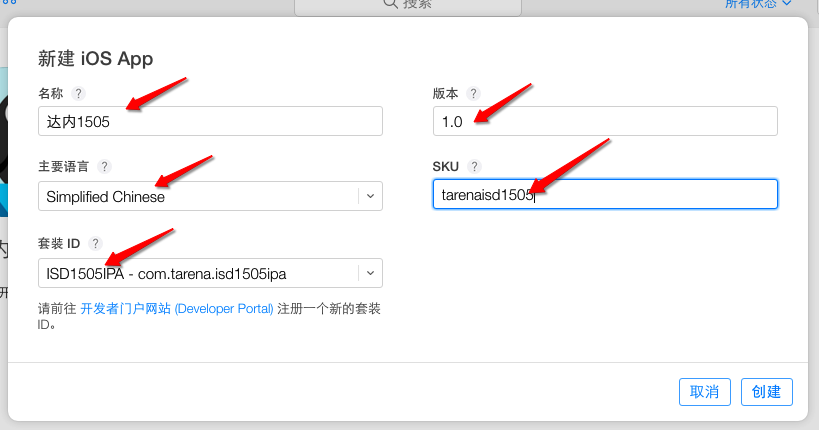 搜索
所有状态
新建 iOS App
名称 ?
版本 ?
达内1505
1.0
主要语言 ?
SKU ?
Simplified Chinese
tarenaisd1505
套装 ID ?
ISD1505IPA - com.tarena.isd1505ipa
请前往 开发者门户网站 (Developer Portal) 注册一个新的套装
ID。
取消
创建